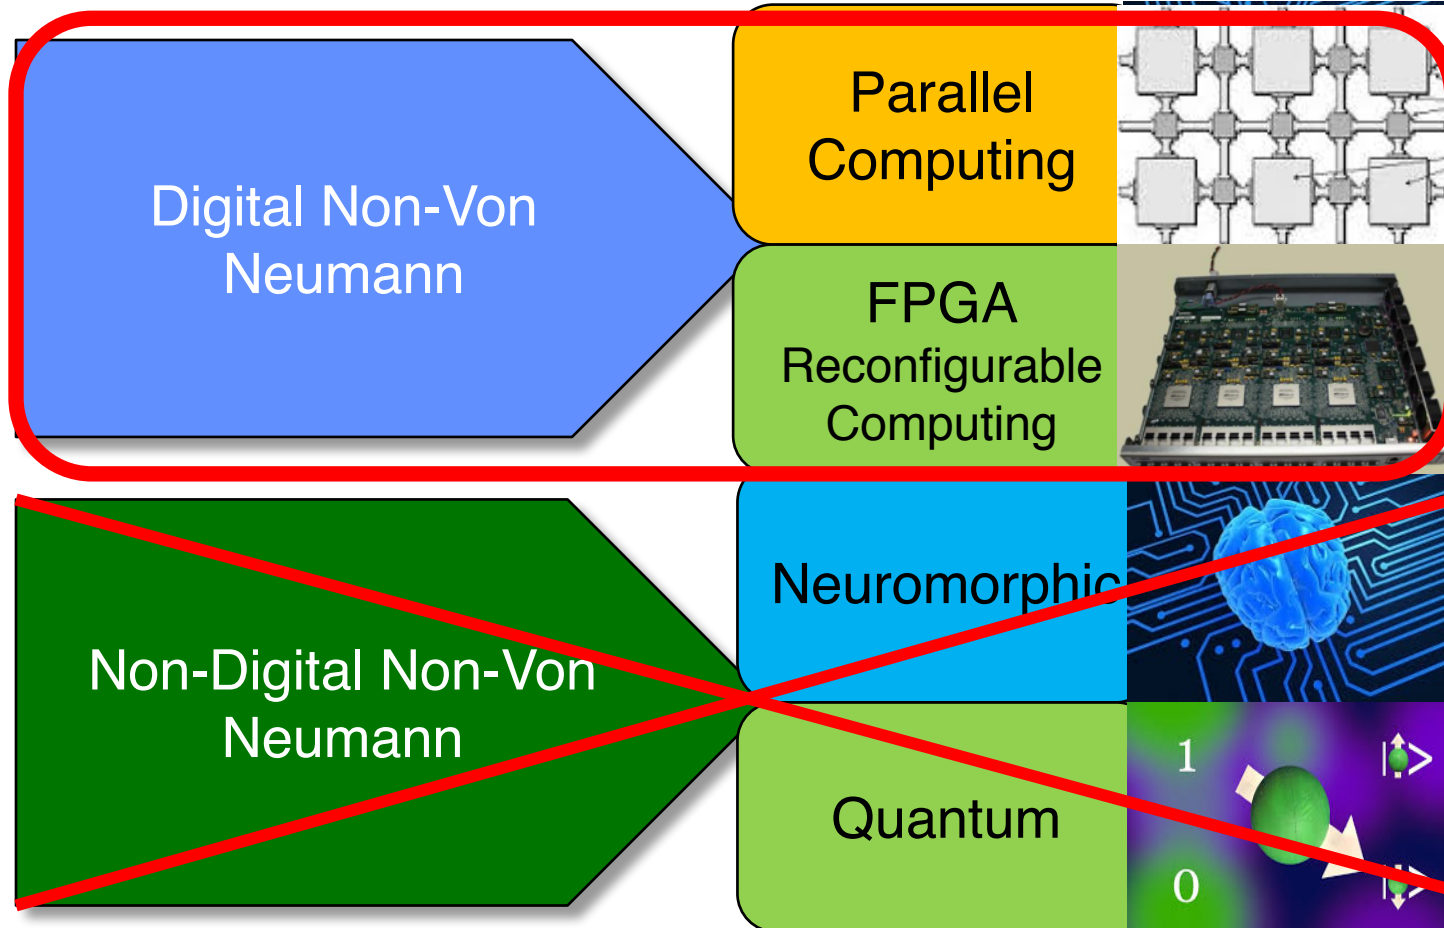 Digital Non-Von
Neumann
Parallel
Computing
FPGA
Reconfigurable
Computing
Non-Digital Non-Von
Neumann
Neuromorphic
Quantum
1
0